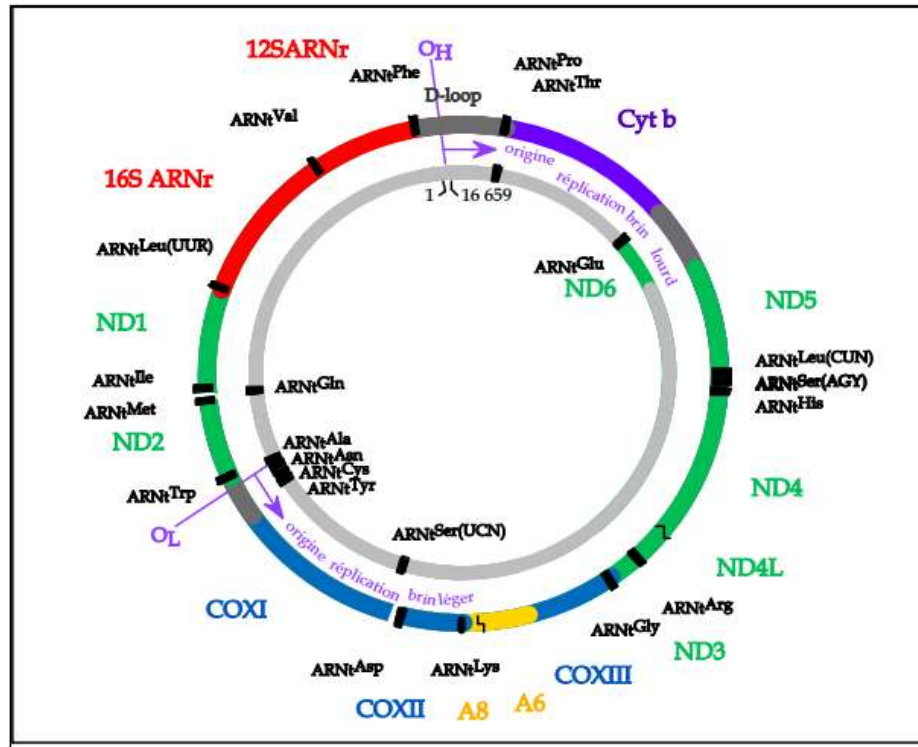 12SARNr
OH
ARNtPhe
ARNtPro
ARNtThr
D-loop
ARNtVal
Cyt b
origine réplication brin lourd
16S ARNr
1
16 659
ARNtLeu(UUR)
ARNtGlu
ND6
ND5
ND1
ARNtLeu(CUN)
ARNtSer(AGY)
ARNtHis
ARNtIle
ARNtGln
ARNtMet
ND2
ARNtAla
ARNtAsn
ARNtCys
ARNtTyr
ARNtTrp
ND4
OL
ARNtSer(UCN)
origine réplication brin léger
ND4L
COXI
ARNtArg
ARNtGly
ND3
ARNtAsp
ARNtLys
COXIII
COXII
A8
A6